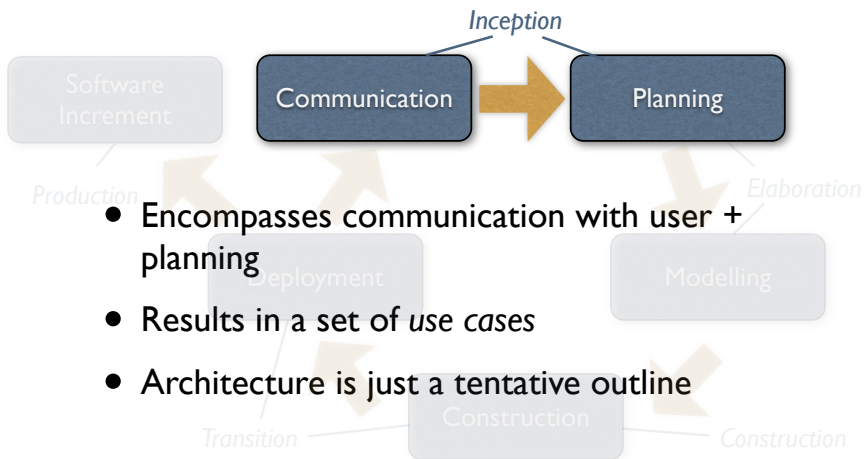 Inception
Software
Increment
Communication
Planning
Production
Elaboration
• Encompasses communication with user +
planning
Deployment
Modelling
• Results in a set of use cases
• Architecture is just a tentative outline
Construction
Transition
Construction